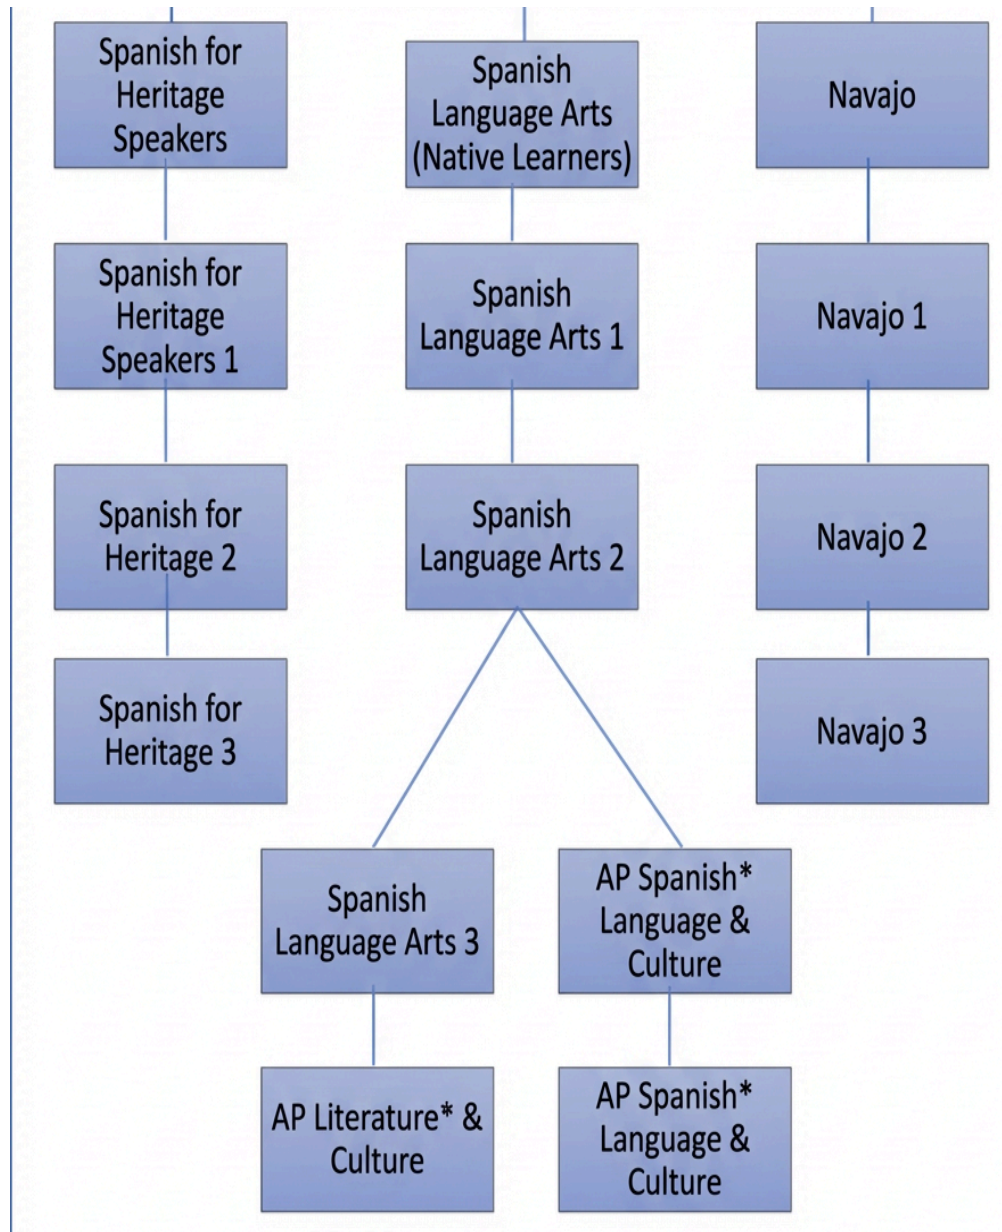 Spanish for
Heritage
Speakers
Spanish
Language Arts
(Native Learners)
Navajo
Spanish for
Heritage
Speakers 1
Spanish
Language Arts 1
Navajo 1
Spanish for
Heritage 2
Spanish
Language Arts 2
Navajo 2
Spanish for
Heritage 3
Navajo 3
Spanish
Language Arts 3
AP Spanish*
Language &
Culture
AP Literature* &
Culture
AP Spanish*
Language &
Culture